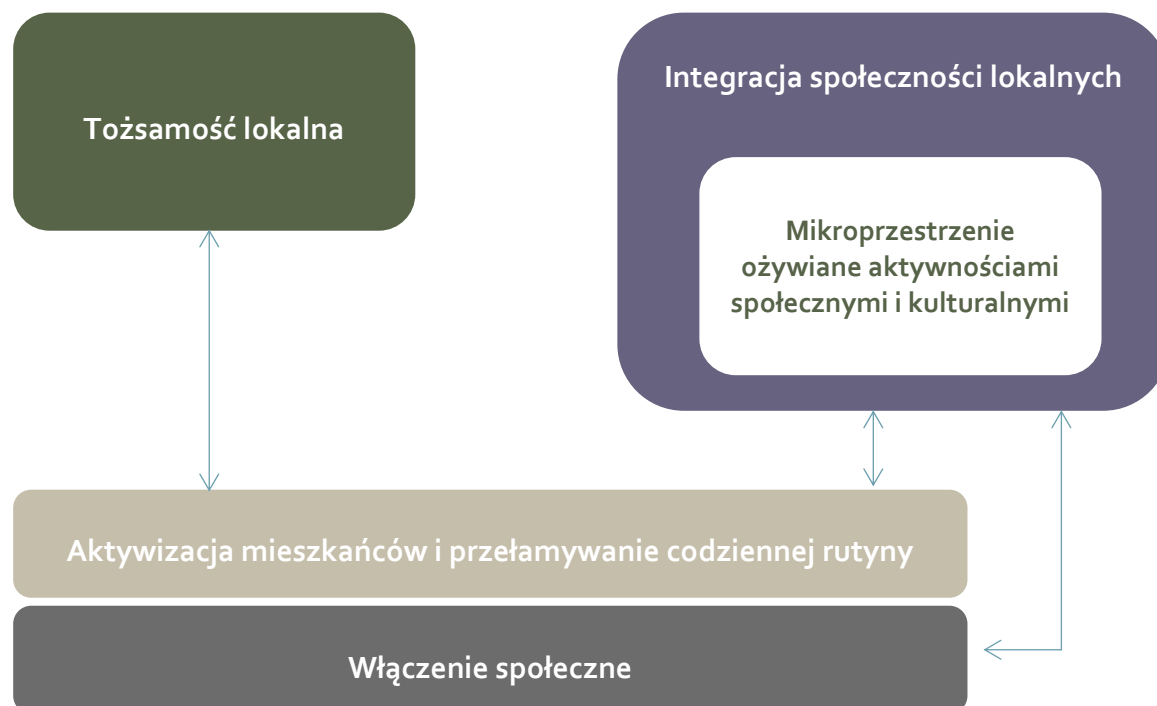 Tożsamość lokalna
Integracja społeczności lokalnych
Mikroprzestrzenie
ożywiane aktywnościami
społecznymi i kulturalnymi
Aktywizacja mieszkańców i przełamywanie codziennej rutyny
Włączenie społeczne